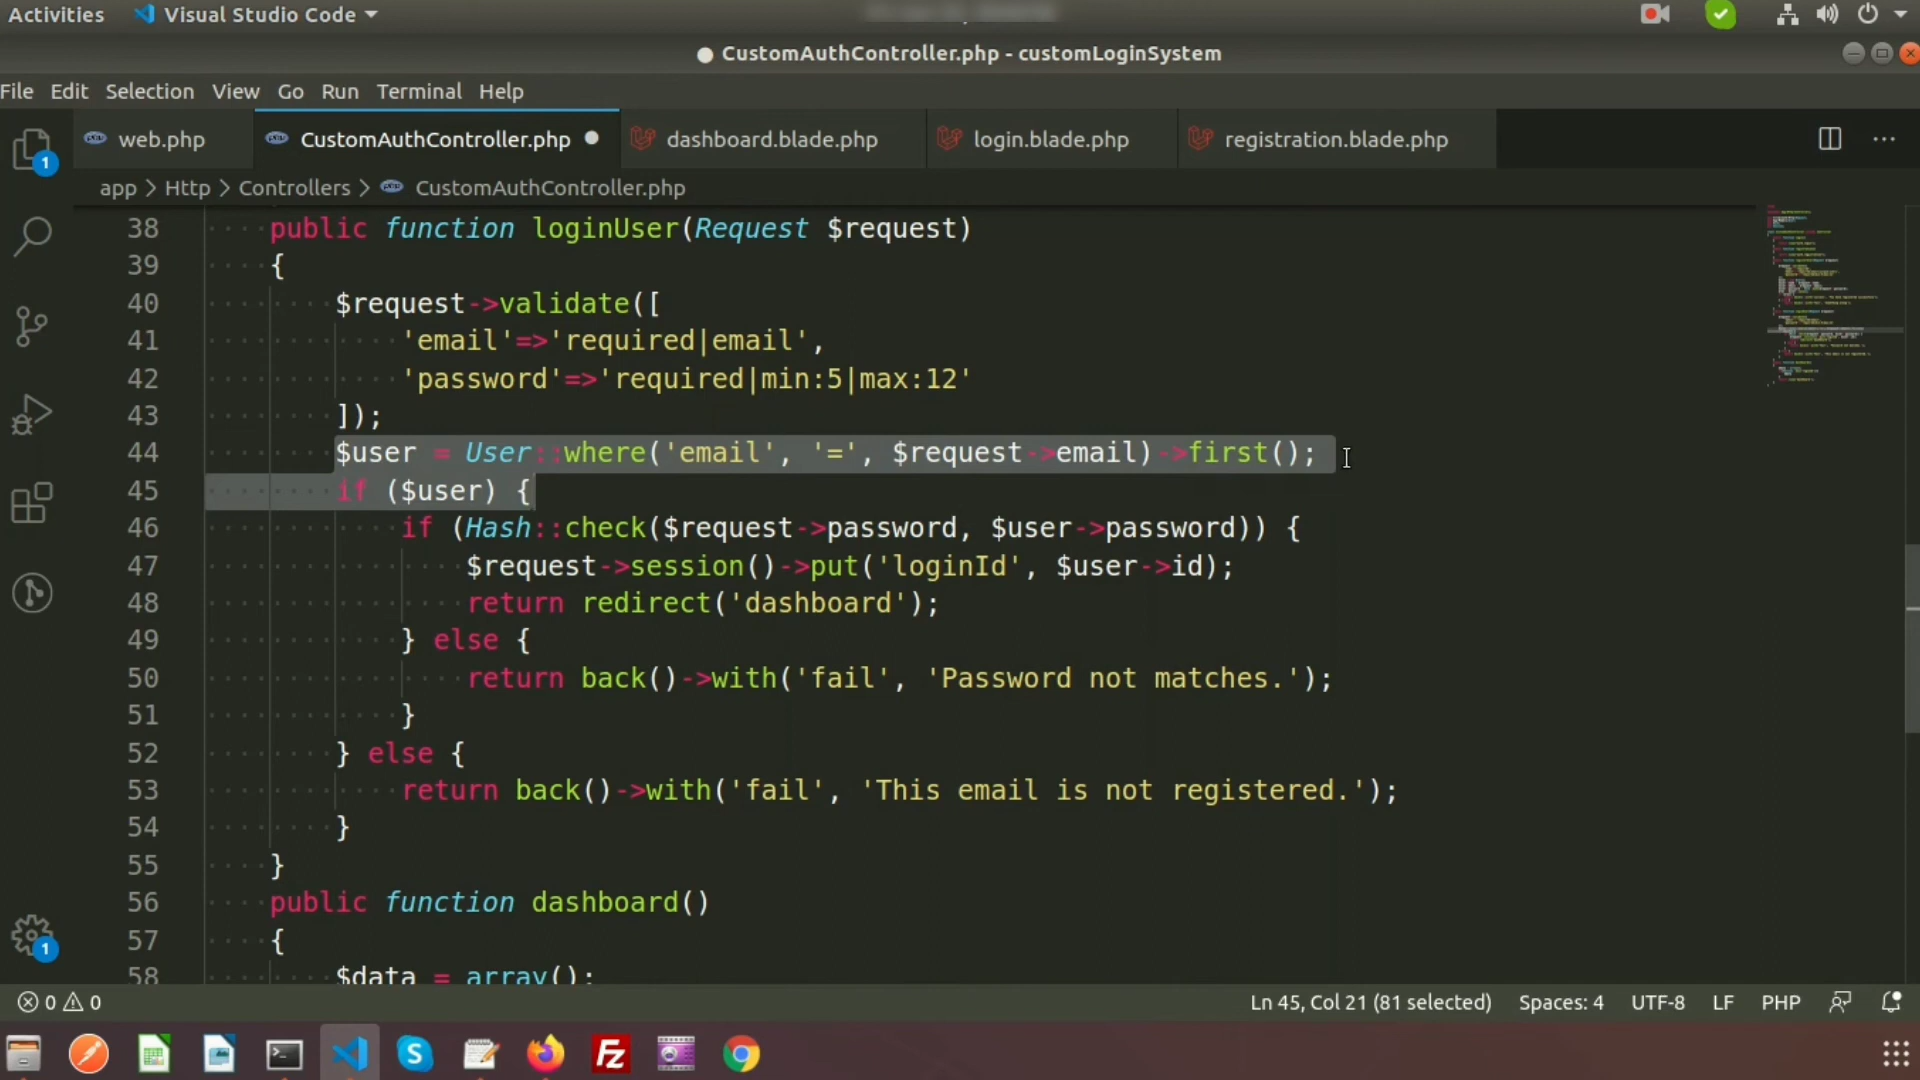 Activities Visual Studio Code
CustomAuthController.php - customLoginSystem
File Edit Selection View Go Run Terminal Help
web.php CustomAuthController.php dashboard.blade.php login.blade.php registration.blade.php
1
app > Http > Controllers > CustomAuthController.php
38 public function loginUser(Request $request)
39 {
40 $request->validate([
41 'email'=>'required|email',
42 'password'=>'required|min:5|max:12'
43 ]);
44 $user = User::where('email', '=', $request->email)->first();
45 if ($user) {
46 if (Hash::check($request->password, $user->password)) {
47 $request->session()->put('loginId', $user->id);
48 return redirect('dashboard');
49 } else {
50 return back()->with('fail', 'Password not matches.');
51 }
52 } else {
53 return back()->with('fail', 'This email is not registered.');
54 }
55 }
56 public function dashboard()
57 {
1
58 $data = array();
0 0 Ln 45, Col 21 (81 selected) Spaces: 4 UTF-8 LF PHP